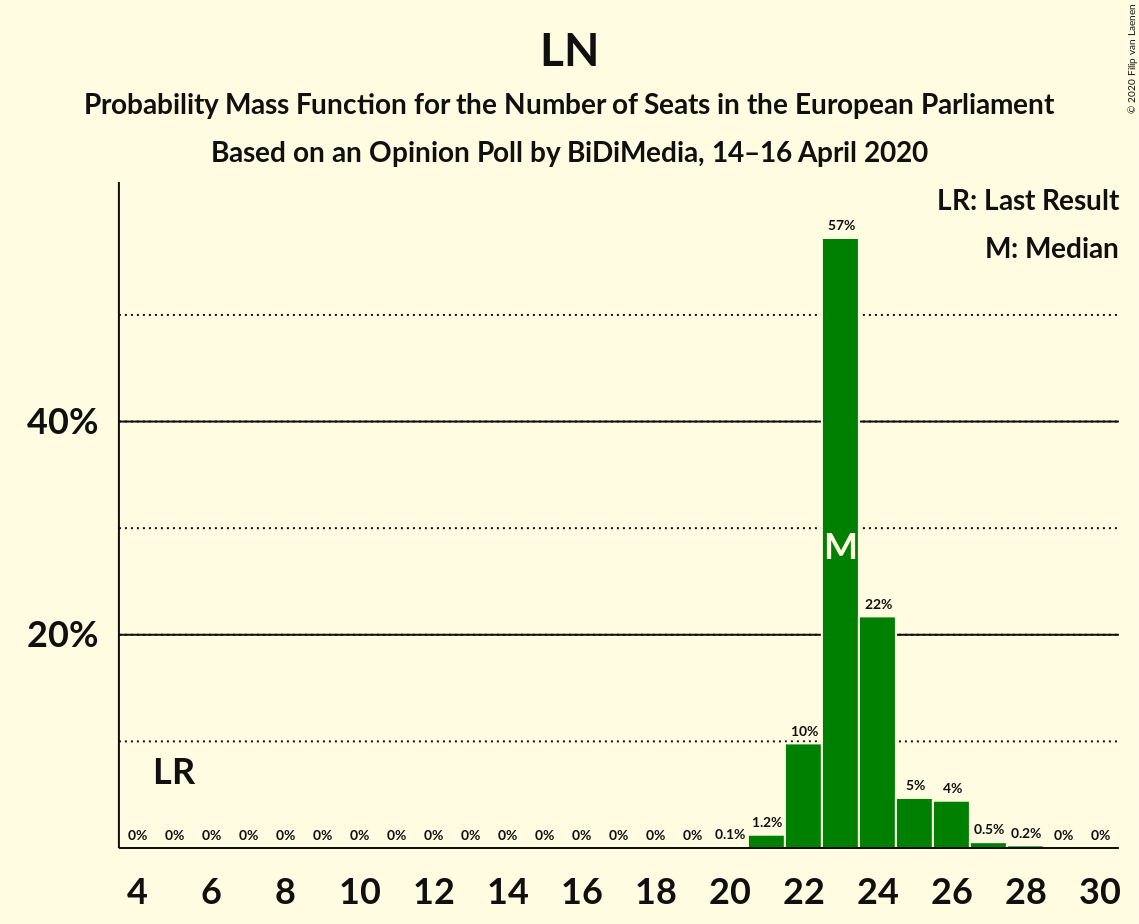 LN
Probability Mass Function for the Number of Seats in the European Parliament
Based on an Opinion Poll by BiDiMedia, 14–16 April 2020
© 2020 Filip van Laenen
LR: Last Result
M: Median
57%
40%
M
22%
20%
10%
LR
5%
4%
0% 0% 0% 0% 0% 0% 0% 0% 0% 0% 0% 0% 0% 0% 0% 0% 0.1% 1.2% 0.5% 0.2% 0% 0%
4 6 8 10 12 14 16 18 20 22 24 26 28 30